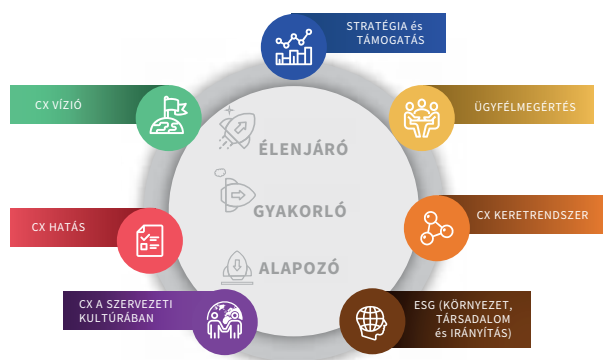 STRATÉGIA és
TÁMOGATÁS
CX VÍZIÓ
ÜGYFÉLMEGÉRTÉS
ÉLENJÁRÓ
GYAKORLÓ
CX HATÁS
CX KERETRENDSZER
ALAPOZÓ
CX A SZERVEZETI
KULTÚRÁBAN
ESG (KÖRNYEZET,
TÁRSADALOM
és IRÁNYÍTÁS)